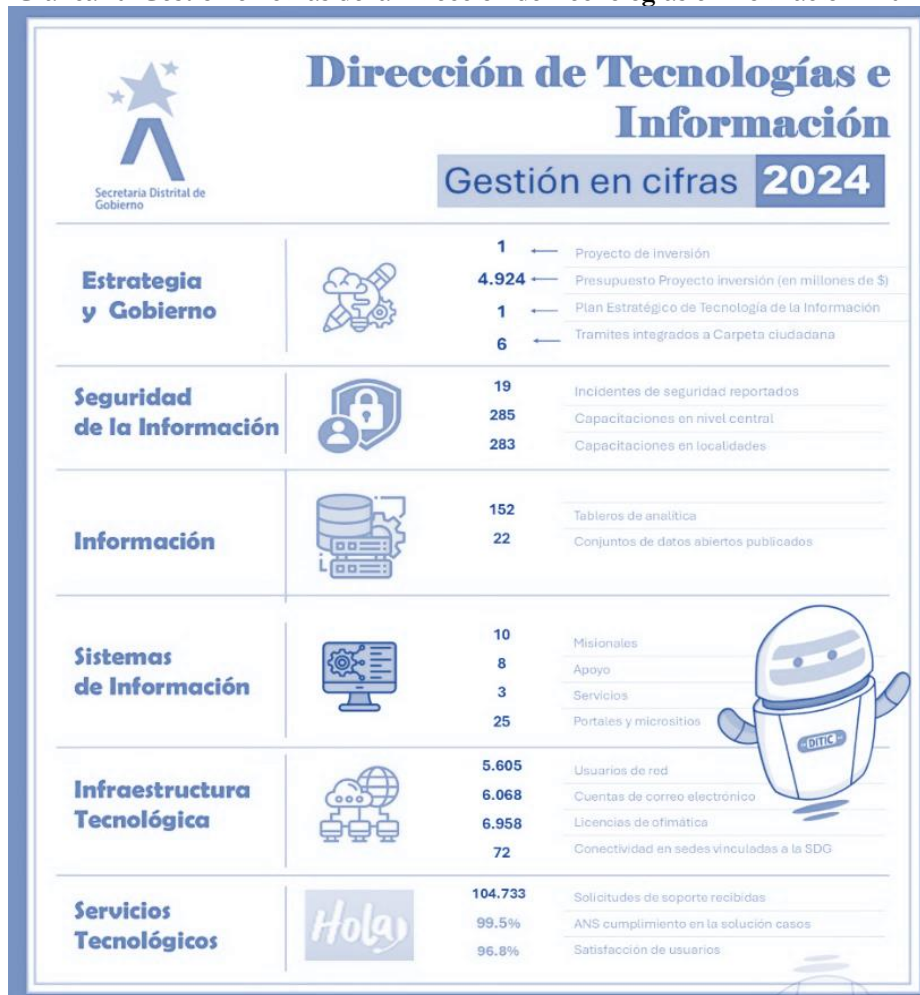 Dirección de Tecnologías e
Información
Gestión en cifras 2024
Secretaría Distrital de
Gobierno
Estrategia
y Gobierno
1 Proyecto de inversión
4.924 Presupuesto Proyecto inversión (en millones de $)
1 Plan Estratégico de Tecnología de la Información
6 Tramites integrados a Carpeta ciudadana
Seguridad
de la Información
19 Incidentes de seguridad reportados
285 Capacitaciones en nivel central
283 Capacitaciones en localidades
Información
152 Tableros de analítica
22 Conjuntos de datos abiertos publicados
Sistemas
de Información
10 Misionales
8 Apoyo
3 Servicios
25 Portales y micrositios
DITIC
Infraestructura
Tecnológica
5.605 Usuarios de red
6.068 Cuentas de correo electrónico
6.958 Licencias de ofimática
72 Conectividad en sedes vinculadas a la SDG
Servicios
Tecnológicos
Hola
104.733 Solicitudes de soporte recibidas
99.5% ANS cumplimiento en la solución casos
96.8% Satisfacción de usuarios